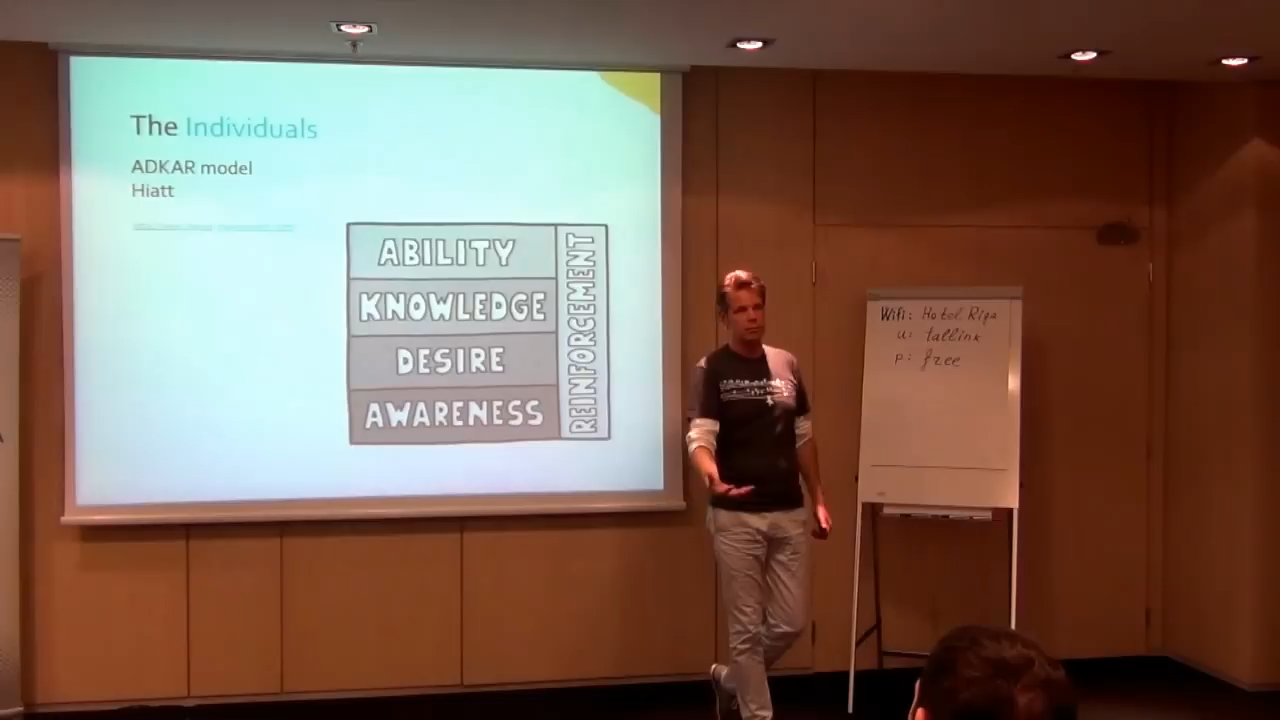 The Individuals
ADKAR model
Hiatt
ABILITY
KNOWLEDGE
DESIRE
AWARENESS
REINFORCEMENT
Wifi: Hotel Riga
u: tallink
p: free